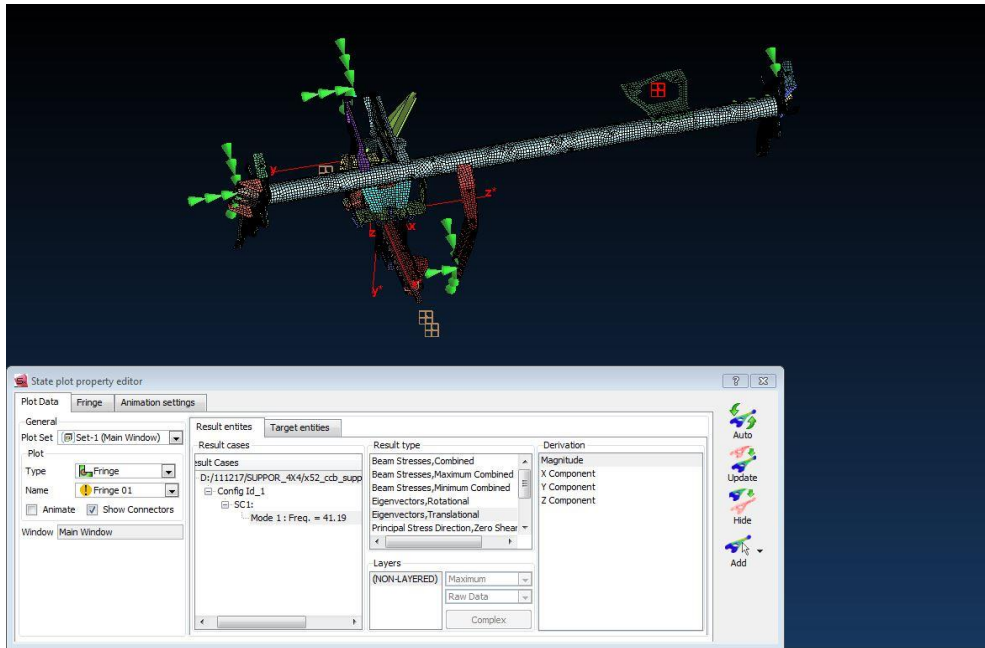 y
z*
z
x
y*
State plot property editor
Plot Data
Fringe
Animation settings
General
Plot Set
Set-1 (Main Window)
Plot
Type
Fringe
Name
Fringe 01
Animate
Show Connectors
Window
Main Window
Result entites
Target entities
Result cases
esult Cases
D:/111217/SUPPOR_4X4/x52_ccb_supp
Config Id_1
SC1:
Mode 1 : Freq. = 41.19
Result type
Beam Stresses,Combined
Beam Stresses,Maximum Combined
Beam Stresses,Minimum Combined
Eigenvectors,Rotational
Eigenvectors,Translational
Principal Stress Direction,Zero Shear
Layers
(NON-LAYERED)
Maximum
Raw Data
Complex
Derivation
Magnitude
X Component
Y Component
Z Component
Auto
Update
Hide
Add